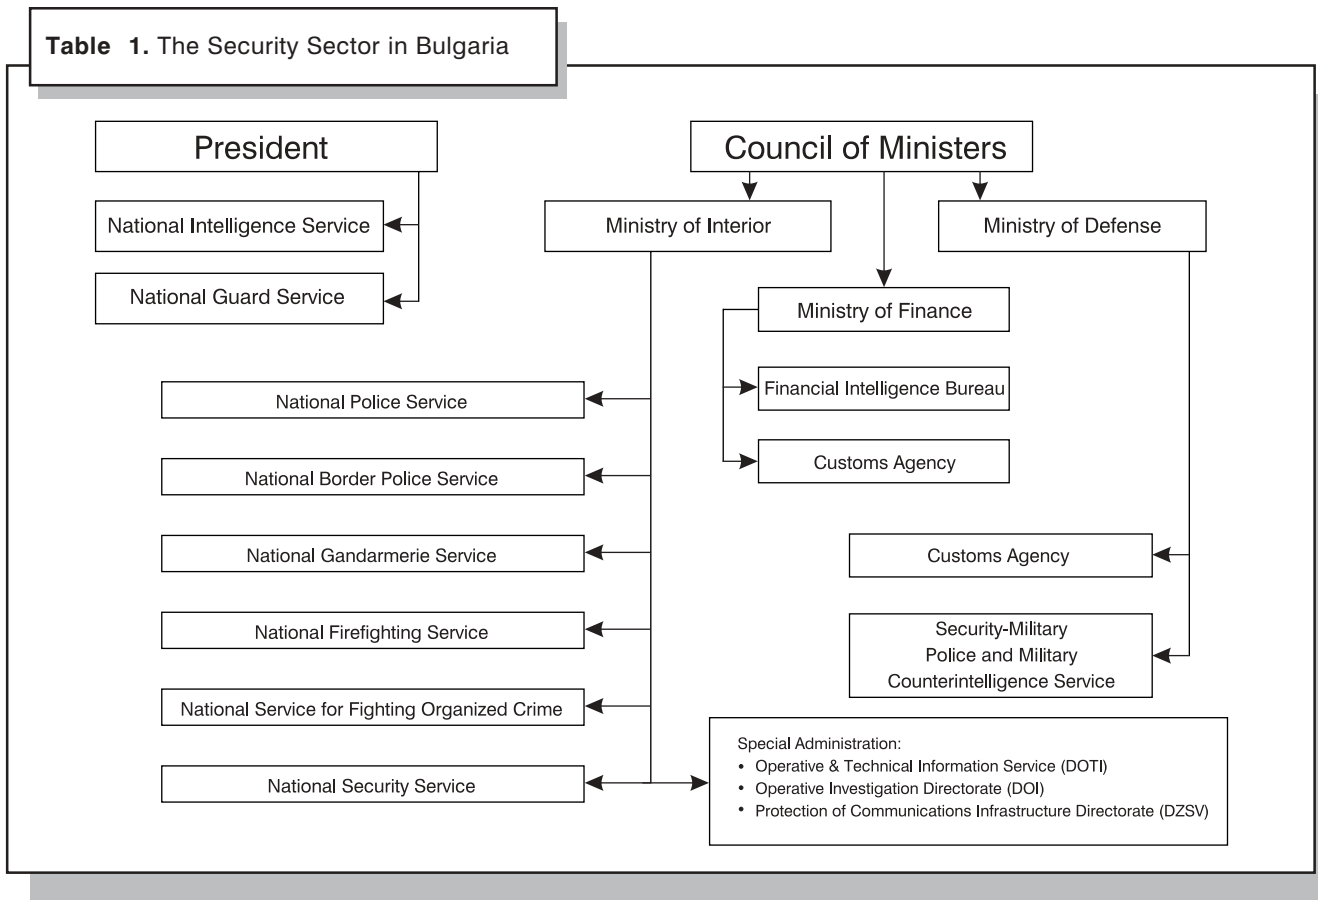 Table 1. The Security Sector in Bulgaria
President
National Intelligence Service
National Guard Service
Council of Ministers
Ministry of Interior
Ministry of Defense
Ministry of Finance
Financial Intelligence Bureau
Customs Agency
National Police Service
National Border Police Service
National Gandarmerie Service
National Firefighting Service
National Service for Fighting Organized Crime
National Security Service
Customs Agency
Security-Military
Police and Military
Counterintelligence Service
Special Administration:
• Operative & Technical Information Service (DOTI)
• Operative Investigation Directorate (DOI)
• Protection of Communications Infrastructure Directorate (DZSV)